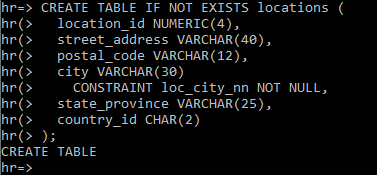 hr=> CREATE TABLE IF NOT EXISTS locations (
hr(>   location_id NUMERIC(4),
hr(>   street_address VARCHAR(40),
hr(>   postal_code VARCHAR(12),
hr(>   city VARCHAR(30)
hr(>     CONSTRAINT loc_city_nn NOT NULL,
hr(>   state_province VARCHAR(25),
hr(>   country_id CHAR(2)
hr(> );
CREATE TABLE
hr=>